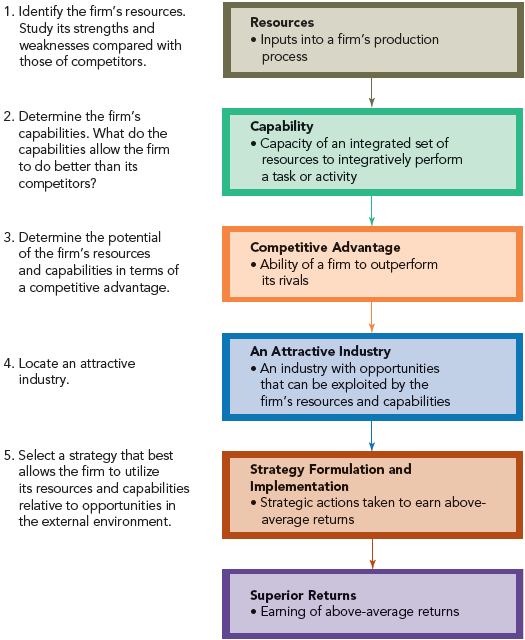 1. Identify the firm's resources.
Study its strengths and
weaknesses compared with
those of competitors.
Resources
• Inputs into a firm's production
process
2. Determine the firm's
capabilities. What do the
capabilities allow the firm
to do better than its
competitors?
Capability
• Capacity of an integrated set of
resources to integratively perform
a task or activity
3. Determine the potential
of the firm's resources
and capabilities in terms of
a competitive advantage.
Competitive Advantage
• Ability of a firm to outperform
its rivals
4. Locate an attractive
industry.
An Attractive Industry
• An industry with opportunities
that can be exploited by the
firm's resources and capabilities
5. Select a strategy that best
allows the firm to utilize
its resources and capabilities
relative to opportunities in
the external environment.
Strategy Formulation and
Implementation
• Strategic actions taken to earn above-
average returns
Superior Returns
• Earning of above-average returns